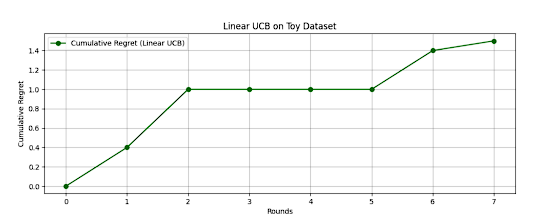 Linear UCB on Toy Dataset
Cumulative Regret (Linear UCB)
Cumulative Regret
1.4
1.2
1.0
0.8
0.6
0.4
0.2
0.0
0 1 2 3 4 5 6 7
Rounds